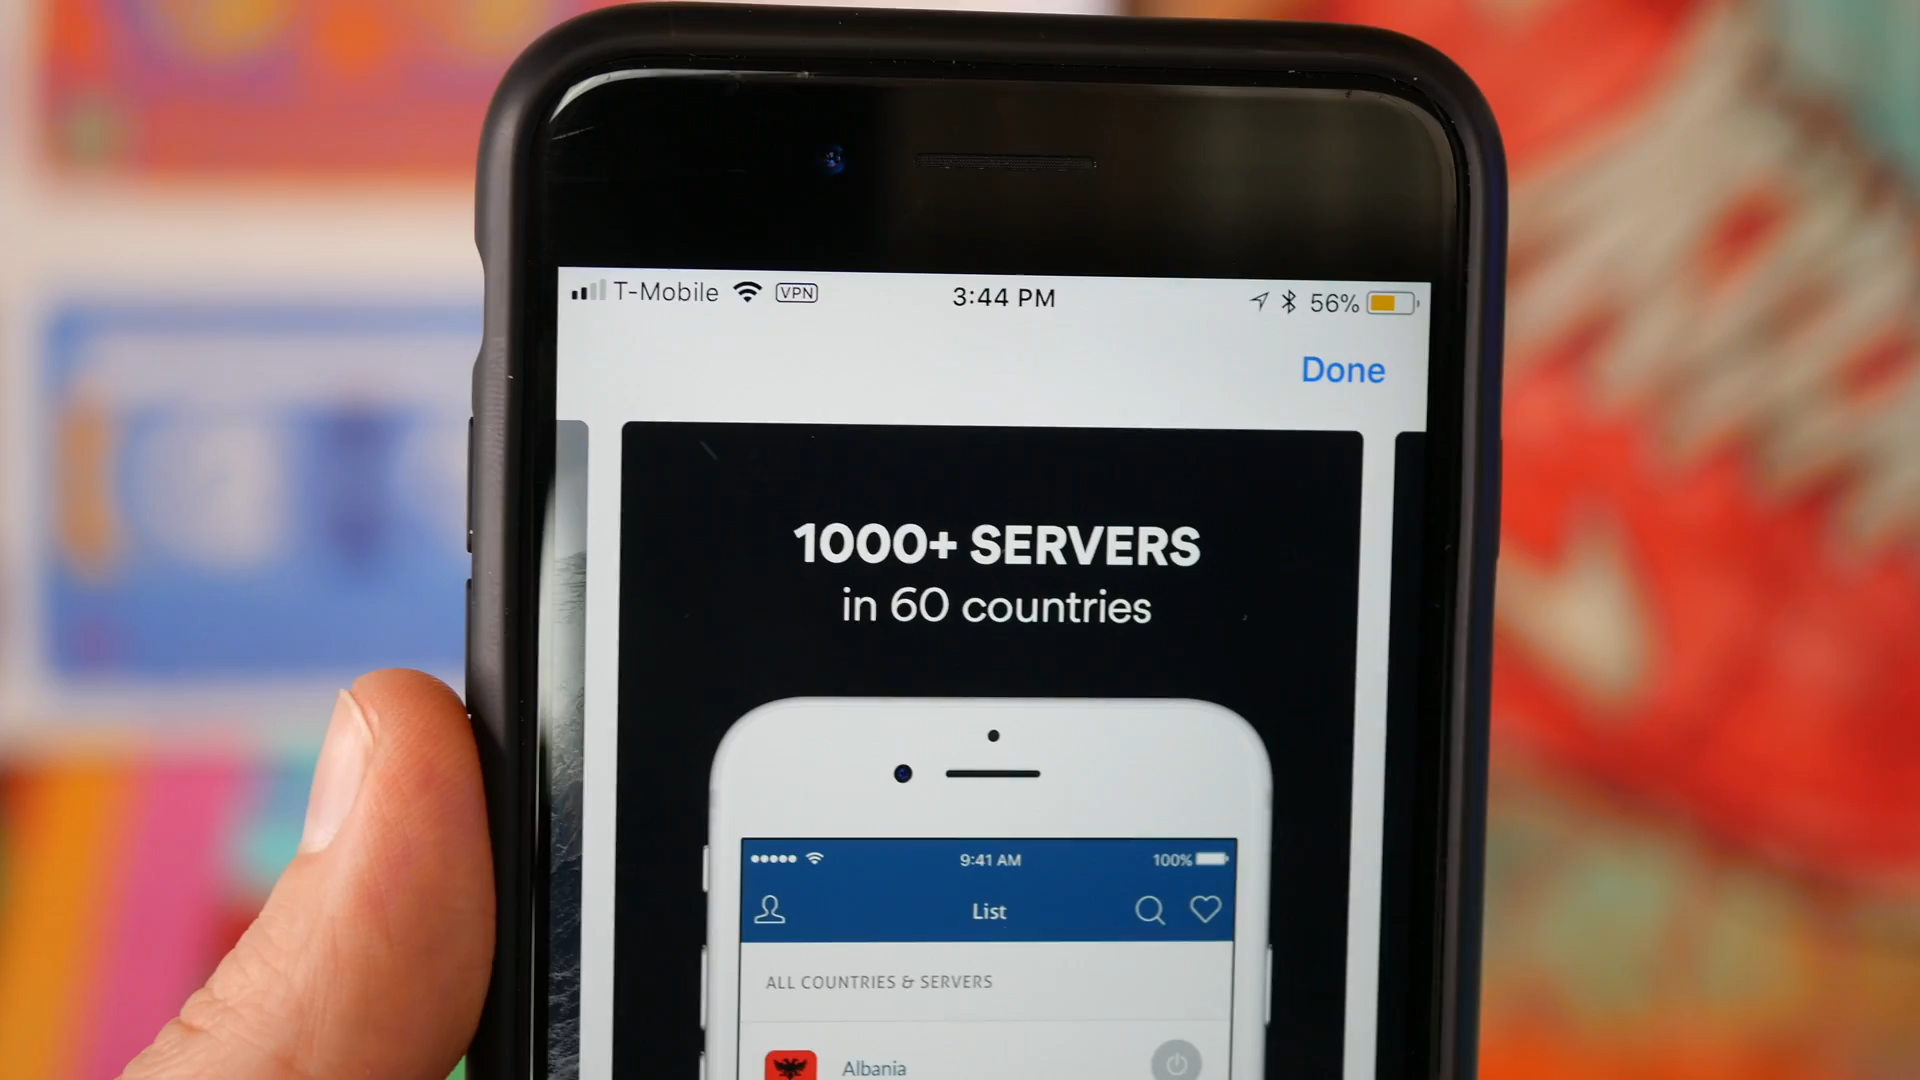 T-Mobile VPN 3:44 PM 56%
Done
1000+ SERVERS
in 60 countries
9:41 AM 100%
List
ALL COUNTRIES & SERVERS
Albania